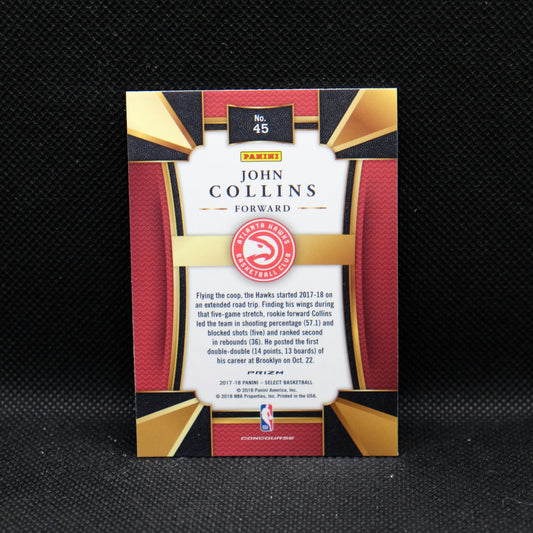 No.
45
PANINI
JOHN
COLLINS
FORWARD
ATLANTA HAWKS
BASKETBALL CLUB
Flying the coop, the Hawks started 2017-18 on
an extended road trip. Finding his wings during
that five-game stretch, rookie forward Collins
led the team in shooting percentage (57.1) and
blocked shots (five) and ranked second
in rebounds (36). He posted the first
double-double (14 points, 13 boards) of
his career at Brooklyn on Oct. 22.
PRIZM
2017-18 PANINI – SELECT BASKETBALL
© 2018 Panini America, Inc.
© 2018 NBA Properties, Inc. Printed in the USA.
NBA
CONCOURSE